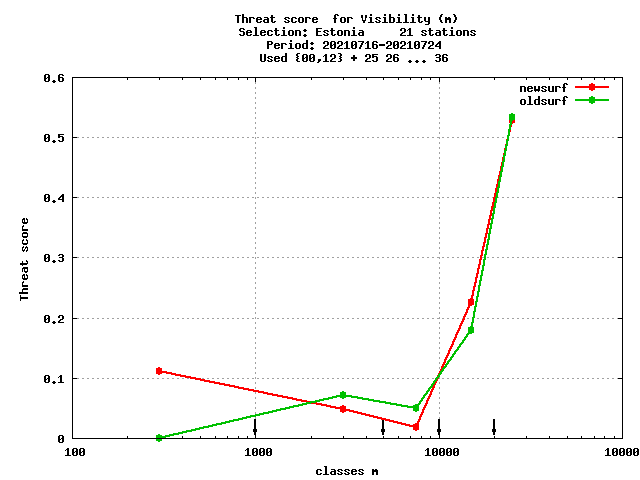 Threat score  for Visibility (m)
Selection: Estonia     21 stations
Period: 20210716-20210724
Used {00,12} + 25 26 ... 36
newsurf
oldsurf
0.6
0.5
0.4
0.3
0.2
0.1
0
Threat score
100
1000
10000
10000
classes m